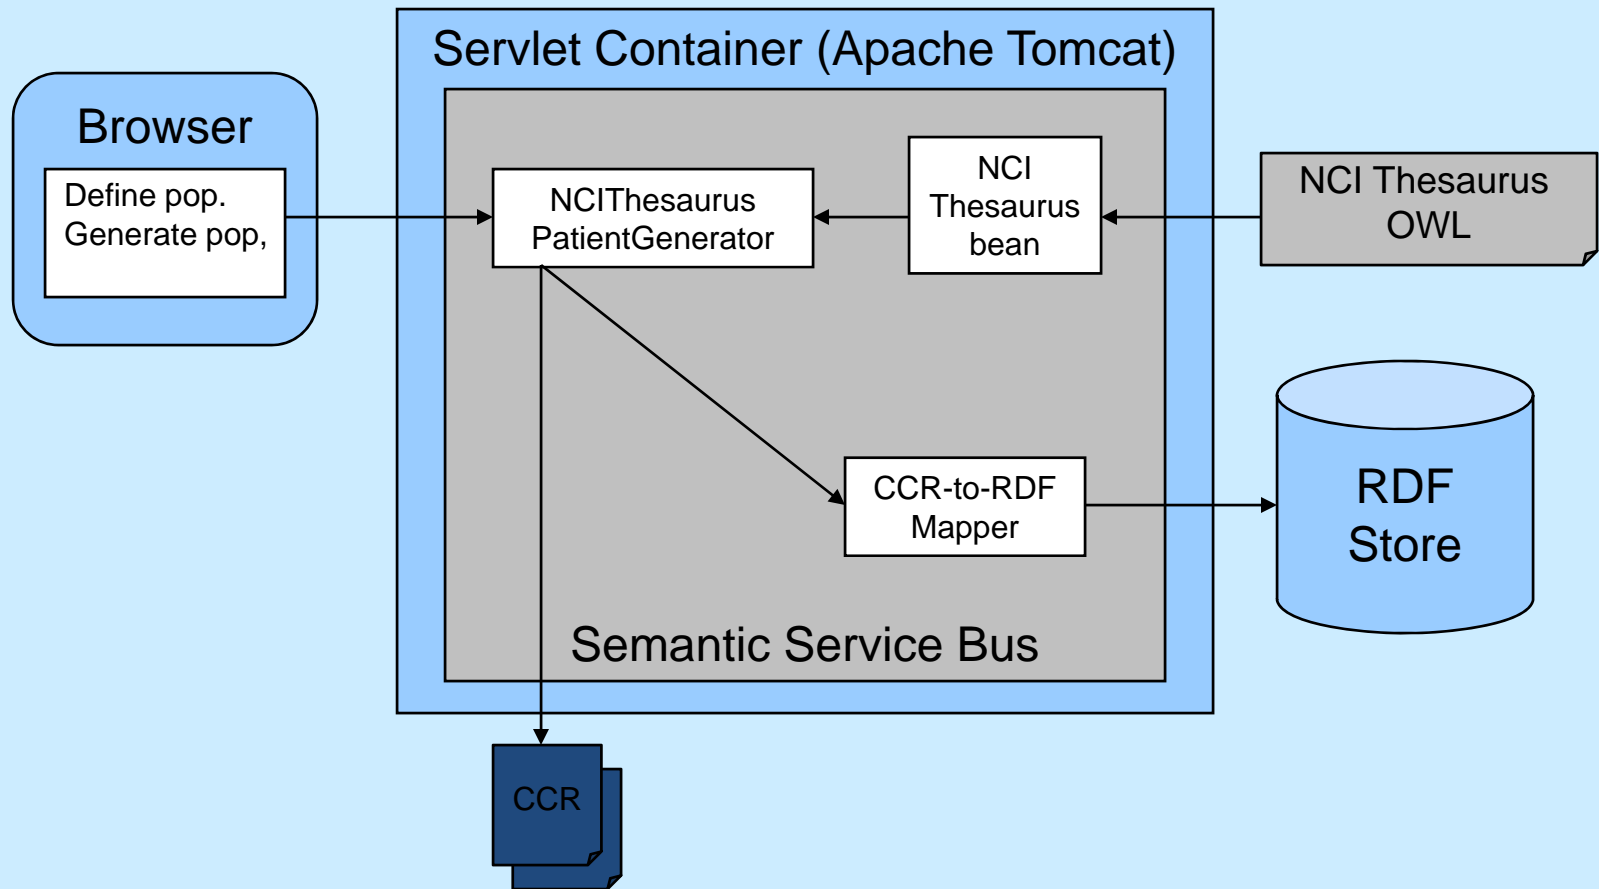 Servlet Container (Apache Tomcat)
Browser
Define pop.
Generate pop,
NCIThesaurus
PatientGenerator
NCI
Thesaurus
bean
NCI Thesaurus
OWL
CCR-to-RDF
Mapper
RDF
Store
Semantic Service Bus
CCR